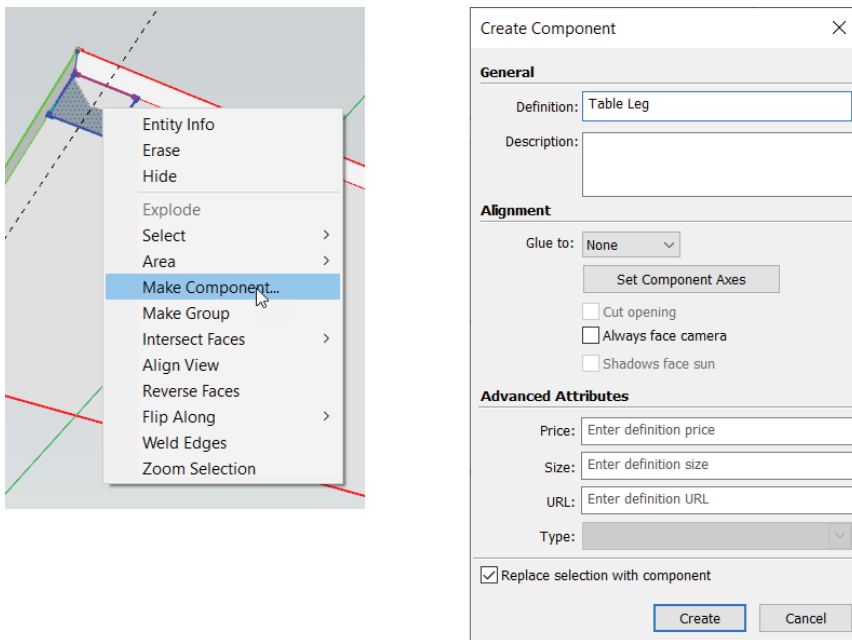 Entity Info
Erase
Hide
Explode
Select
Area
Make Component...
Make Group
Intersect Faces
Align View
Reverse Faces
Flip Along
Weld Edges
Zoom Selection
Create Component
General
Definition: Table Leg
Description:
Alignment
Glue to: None
Set Component Axes
Cut opening
Always face camera
Shadows face sun
Advanced Attributes
Price: Enter definition price
Size: Enter definition size
URL: Enter definition URL
Type:
Replace selection with component
Create Cancel